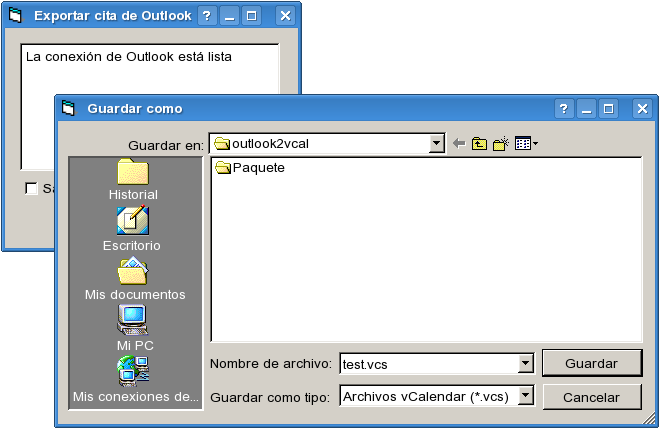 Exportar cita de Outlook
La conexión de Outlook está lista
Guardar como
Guardar en:
outlook2vcal
Paquete
Historial
Escritorio
Mis documentos
Mi PC
Mis conexiones de...
Nombre de archivo:
test.vcs
Guardar
Guardar como tipo:
Archivos vCalendar (*.vcs)
Cancelar